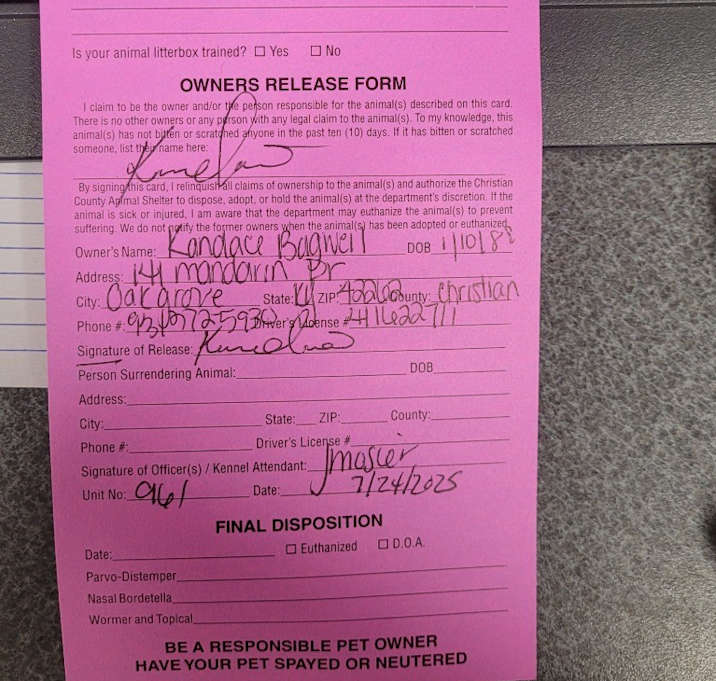 Is your animal litterbox trained? ☐ Yes ☐ No
OWNERS RELEASE FORM
I claim to be the owner and/or the person responsible for the animal(s) described on this card.
There is no other owners or any person with any legal claim to the animal(s). To my knowledge, this
animal(s) has not bitten or scratched anyone in the past ten (10) days. If it has bitten or scratched
someone, list their name here:
By signing this card, I relinquish all claims of ownership to the animal(s) and authorize the Christian
County Animal Shelter to dispose, adopt, or hold the animal(s) at the department's discretion. If the
animal is sick or injured, I am aware that the department may euthanize the animal(s) to prevent
suffering. We do not notify the former owners when the animal(s) has been adopted or euthanized.
Owner's Name: Kandace Bagwell DOB 1/10/88
Address: 141 mandarin Dr
City: Oakgrove State: Ky ZIP: 42262 County: Christian
Phone #: Driver's License #
Signature of Release:
Person Surrendering Animal: DOB
Address:
City: State: ZIP: County:
Phone #: Driver's License #
Signature of Officer(s) / Kennel Attendant: Jmosier
Unit No: 961 Date: 7/24/2025
FINAL DISPOSITION
Date: ☐ Euthanized ☐ D.O.A.
Parvo-Distemper
Nasal Bordetella
Wormer and Topical
BE A RESPONSIBLE PET OWNER
HAVE YOUR PET SPAYED OR NEUTERED